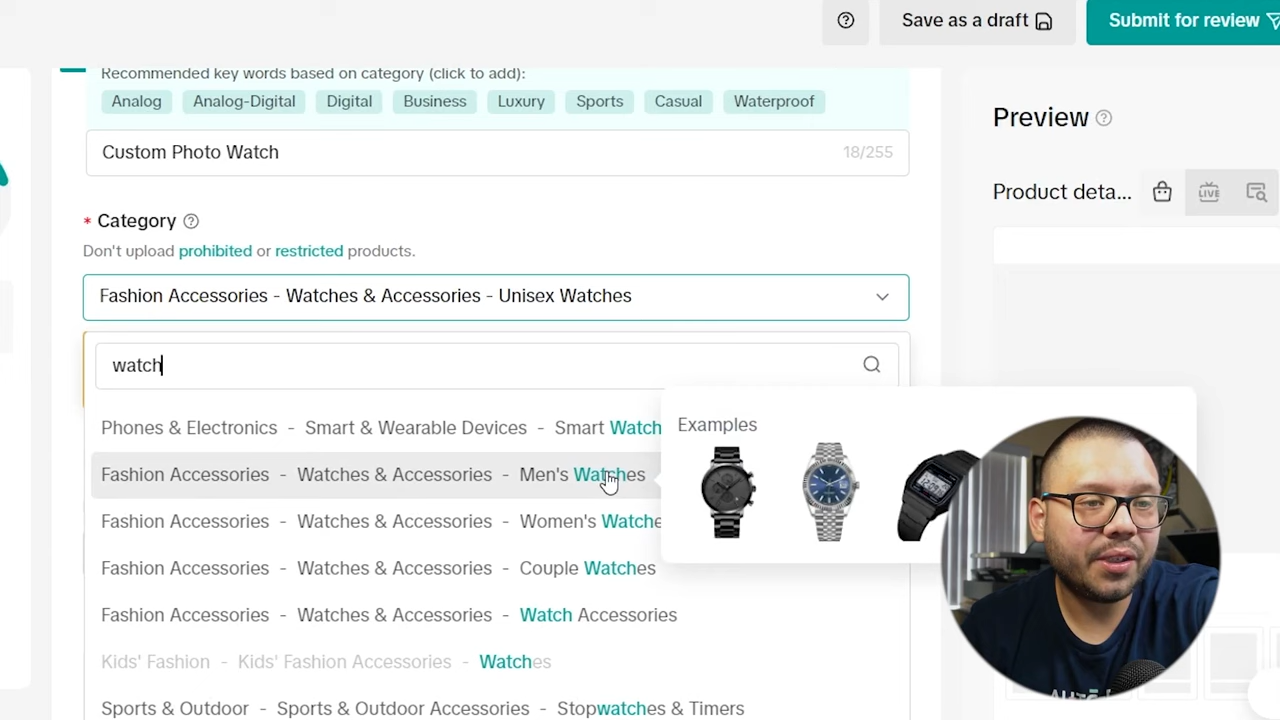 Save as a draft
Submit for review
Recommended key words based on category (click to add):
Analog
Analog-Digital
Digital
Business
Luxury
Sports
Casual
Waterproof
Custom Photo Watch
18/255
Preview
* Category
Product deta...
LIVE
Don't upload prohibited or restricted products.
Fashion Accessories - Watches & Accessories - Unisex Watches
watch
Phones & Electronics - Smart & Wearable Devices - Smart Watch
Examples
Fashion Accessories - Watches & Accessories - Men's Watches
Fashion Accessories - Watches & Accessories - Women's Watche
Fashion Accessories - Watches & Accessories - Couple Watches
Fashion Accessories - Watches & Accessories - Watch Accessories
Kids' Fashion - Kids' Fashion Accessories - Watches
Sports & Outdoor - Sports & Outdoor Accessories - Stopwatches & Timers